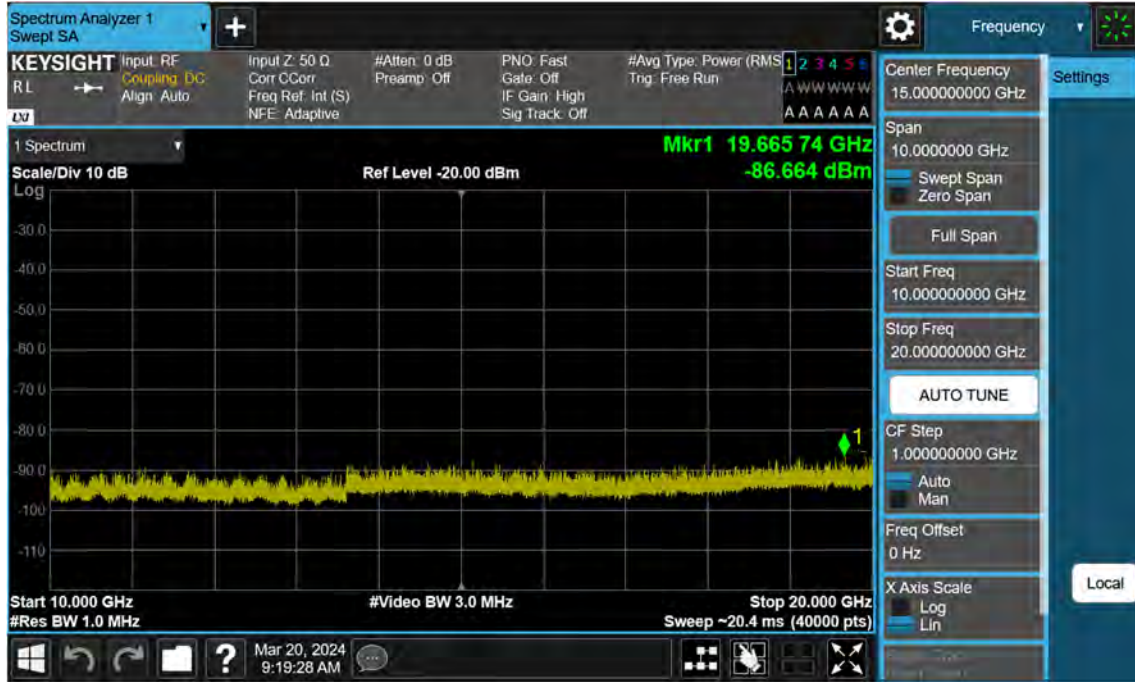 Spectrum Analyzer 1
Swept SA
Frequency
KEYSIGHT
RL
LXI
Input: RF
Coupling: DC
Align: Auto
Input Z: 50 Ω
Corr CCorr
Freq Ref: Int (S)
NFE: Adaptive
#Atten: 0 dB
Preamp: Off
PNO: Fast
Gate: Off
IF Gain: High
Sig Track: Off
#Avg Type: Power (RMS
Trig: Free Run
1 2 3 4 5 6
A W W W W W
A A A A A A
1 Spectrum
Scale/Div 10 dB
Ref Level -20.00 dBm
Mkr1 19.665 74 GHz
-86.664 dBm
Log
-30.0
-40.0
-50.0
-60.0
-70.0
-80.0
-90.0
-100
-110
1
Start 10.000 GHz
#Video BW 3.0 MHz
Stop 20.000 GHz
#Res BW 1.0 MHz
Sweep ~20.4 ms (40000 pts)
Mar 20, 2024
9:19:28 AM
Center Frequency
15.000000000 GHz
Span
10.0000000 GHz
Swept Span
Zero Span
Full Span
Start Freq
10.000000000 GHz
Stop Freq
20.000000000 GHz
AUTO TUNE
CF Step
1.000000000 GHz
Auto
Man
Freq Offset
0 Hz
X Axis Scale
Log
Lin
Settings
Local